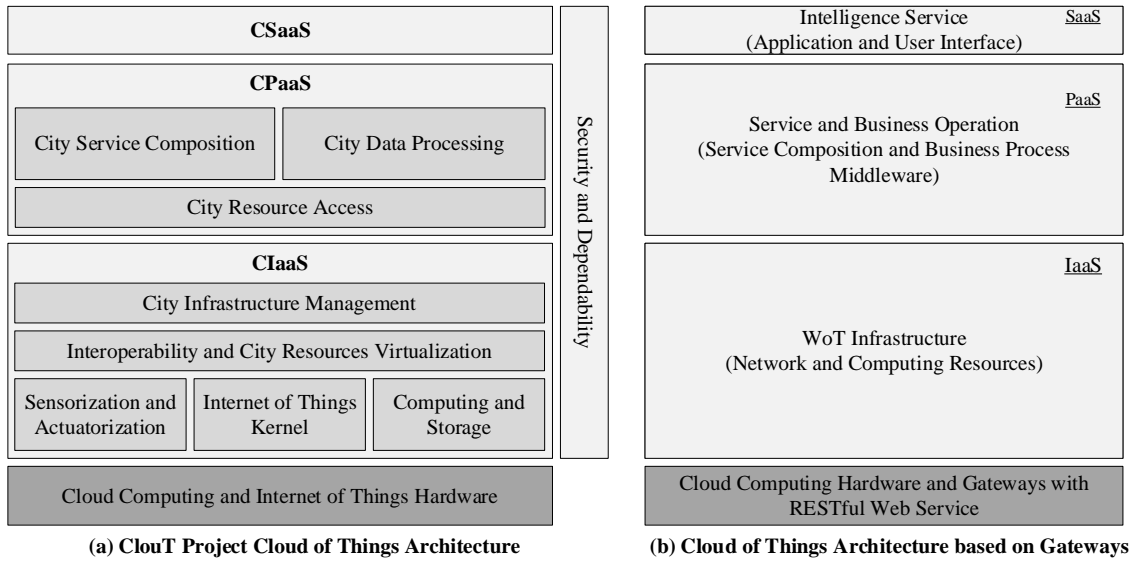 CSaaS
CPaaS
City Service Composition
City Data Processing
City Resource Access
CIaaS
City Infrastructure Management
Interoperability and City Resources Virtualization
Sensorization and
Actuatorization
Internet of Things
Kernel
Computing and
Storage
Security and Dependability
Cloud Computing and Internet of Things Hardware
(a) ClouT Project Cloud of Things Architecture
Intelligence Service
(Application and User Interface)
SaaS
PaaS
Service and Business Operation
(Service Composition and Business Process
Middleware)
IaaS
WoT Infrastructure
(Network and Computing Resources)
Cloud Computing Hardware and Gateways with
RESTful Web Service
(b) Cloud of Things Architecture based on Gateways